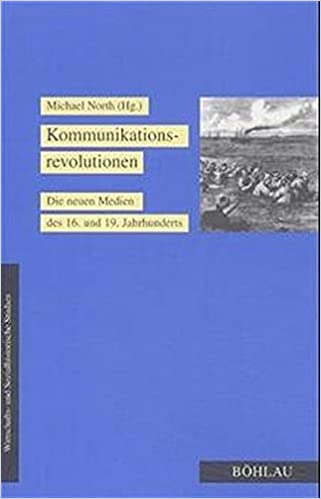 Michael North (Hg.)
Kommunikations-
revolutionen
Die neuen Medien
des 16. und 19. Jahrhunderts
Wirtschafts- und Sozialhistorische Studien
BÖHLAU